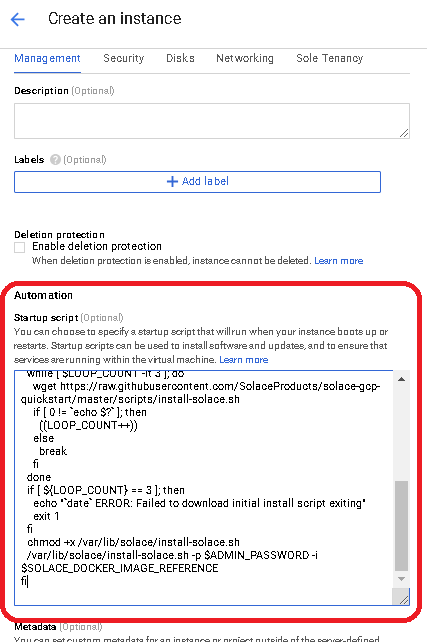 Create an instance
Management Security Disks Networking Sole Tenancy
Description (Optional)
Labels (Optional)
Add label
Deletion protection
Enable deletion protection
When deletion protection is enabled, instance cannot be deleted. Learn more
Automation
Startup script (Optional)
You can choose to specify a startup script that will run when your instance boots up or
restarts. Startup scripts can be used to install software and updates, and to ensure that
services are running within the virtual machine. Learn more
while [ $LOOP_COUNT -lt 3 ]; do
wget https://raw.githubusercontent.com/SolaceProducts/solace-gcp-
quickstart/master/scripts/install-solace.sh
if [ 0 != `echo $?` ]; then
((LOOP_COUNT++))
else
break
fi
done
if [ ${LOOP_COUNT} == 3 ]; then
echo "`date` ERROR: Failed to download initial install script exiting"
exit 1
fi
chmod +x /var/lib/solace/install-solace.sh
/var/lib/solace/install-solace.sh -p $ADMIN_PASSWORD -i
$SOLACE_DOCKER_IMAGE_REFERENCE
fi
Metadata (Optional)
You can set custom metadata for an instance or project outside of the server-defined